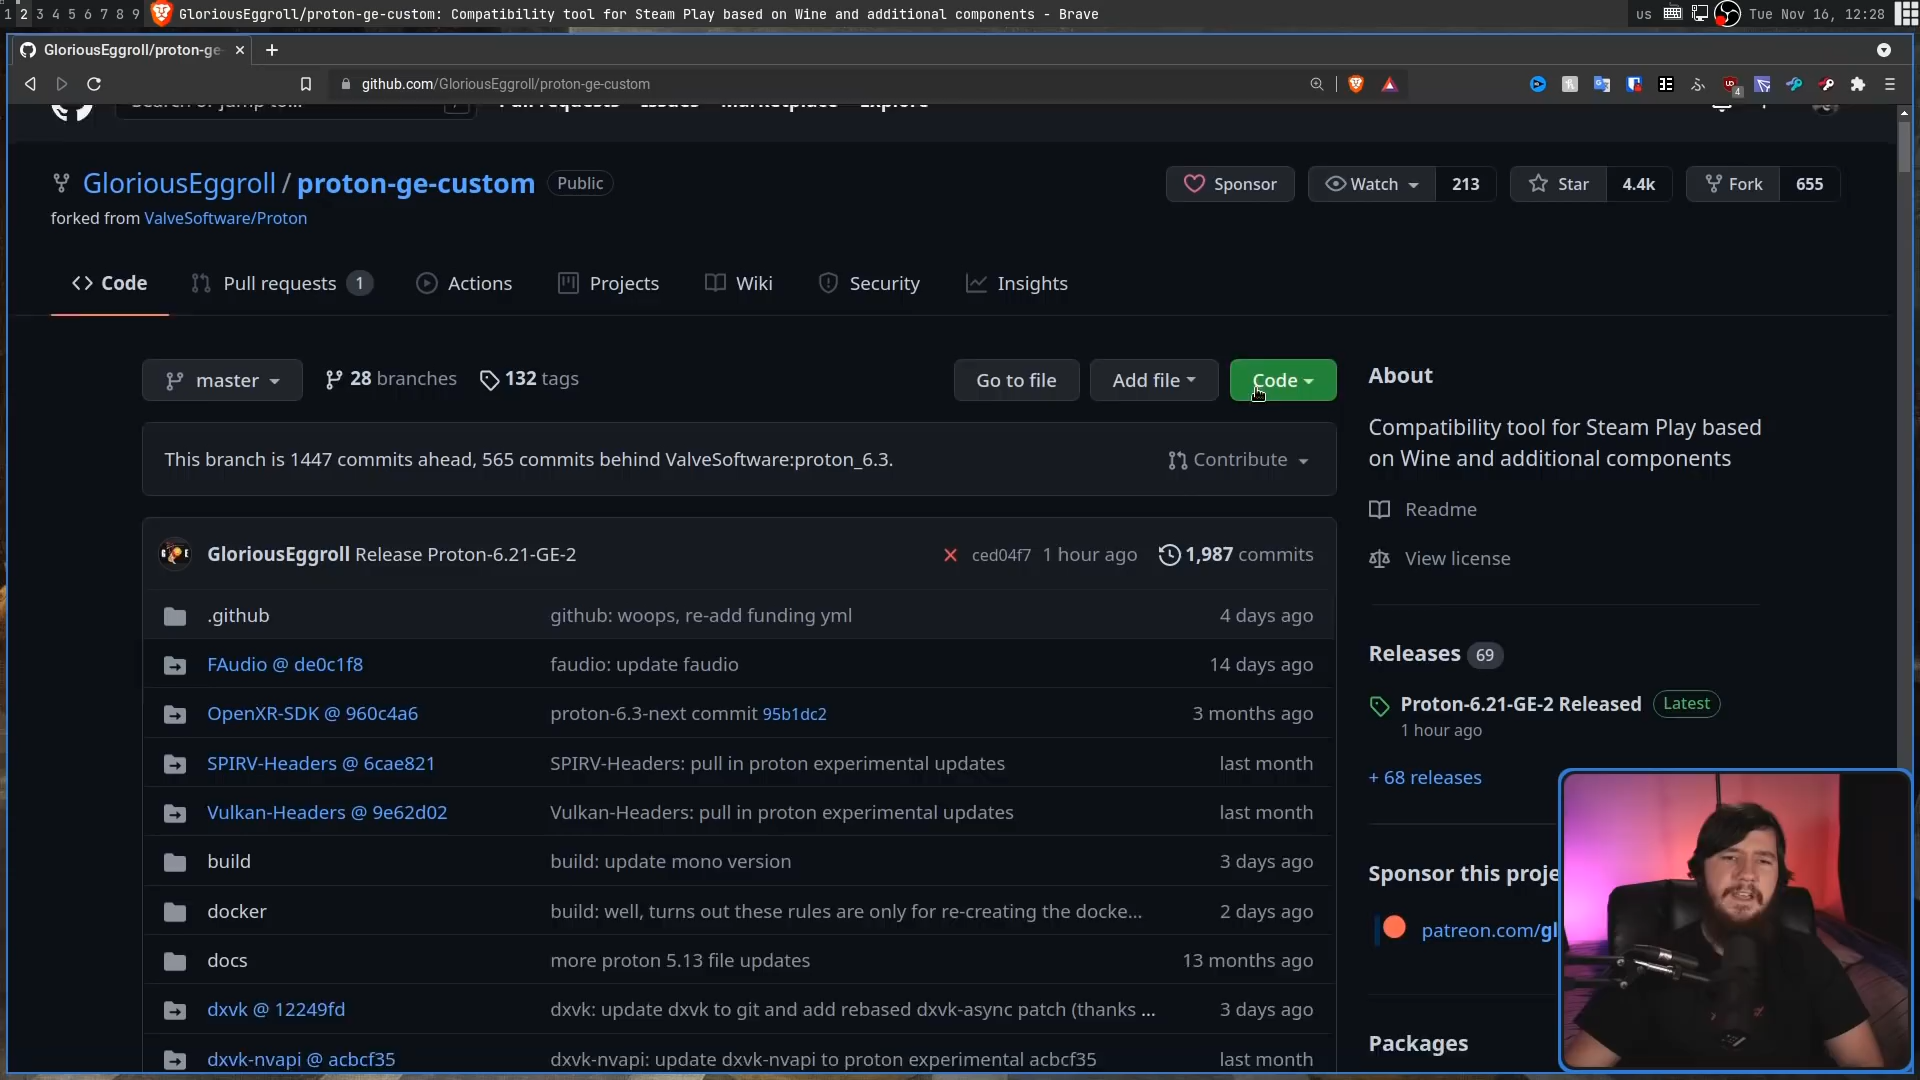 1 2 3 4 5 6 7 8 9 GloriousEggroll/proton-ge-custom: Compatibility tool for Steam Play based on Wine and additional components - Brave us Tue Nov 16, 12:28
GloriousEggroll/proton-ge-
github.com/GloriousEggroll/proton-ge-custom
4
Search or jump to... / Pull requests Issues Marketplace Explore
GloriousEggroll / proton-ge-custom Public
Sponsor Watch 213 Star 4.4k Fork 655
forked from ValveSoftware/Proton
Code Pull requests 1 Actions Projects Wiki Security Insights
master 28 branches 132 tags Go to file Add file Code
This branch is 1447 commits ahead, 565 commits behind ValveSoftware:proton_6.3. Contribute
GloriousEggroll Release Proton-6.21-GE-2 ced04f7 1 hour ago 1,987 commits
.github github: woops, re-add funding yml 4 days ago
FAudio @ de0c1f8 faudio: update faudio 14 days ago
OpenXR-SDK @ 960c4a6 proton-6.3-next commit 95b1dc2 3 months ago
SPIRV-Headers @ 6cae821 SPIRV-Headers: pull in proton experimental updates last month
Vulkan-Headers @ 9e62d02 Vulkan-Headers: pull in proton experimental updates last month
build build: update mono version 3 days ago
docker build: well, turns out these rules are only for re-creating the docke... 2 days ago
docs more proton 5.13 file updates 13 months ago
dxvk @ 12249fd dxvk: update dxvk to git and add rebased dxvk-async patch (thanks ... 3 days ago
dxvk-nvapi @ acbcf35 dxvk-nvapi: update dxvk-nvapi to proton experimental acbcf35 last month
About
Compatibility tool for Steam Play based
on Wine and additional components
Readme
View license
Releases 69
Proton-6.21-GE-2 Released Latest
1 hour ago
+ 68 releases
Sponsor this proje
patreon.com/gl
Packages